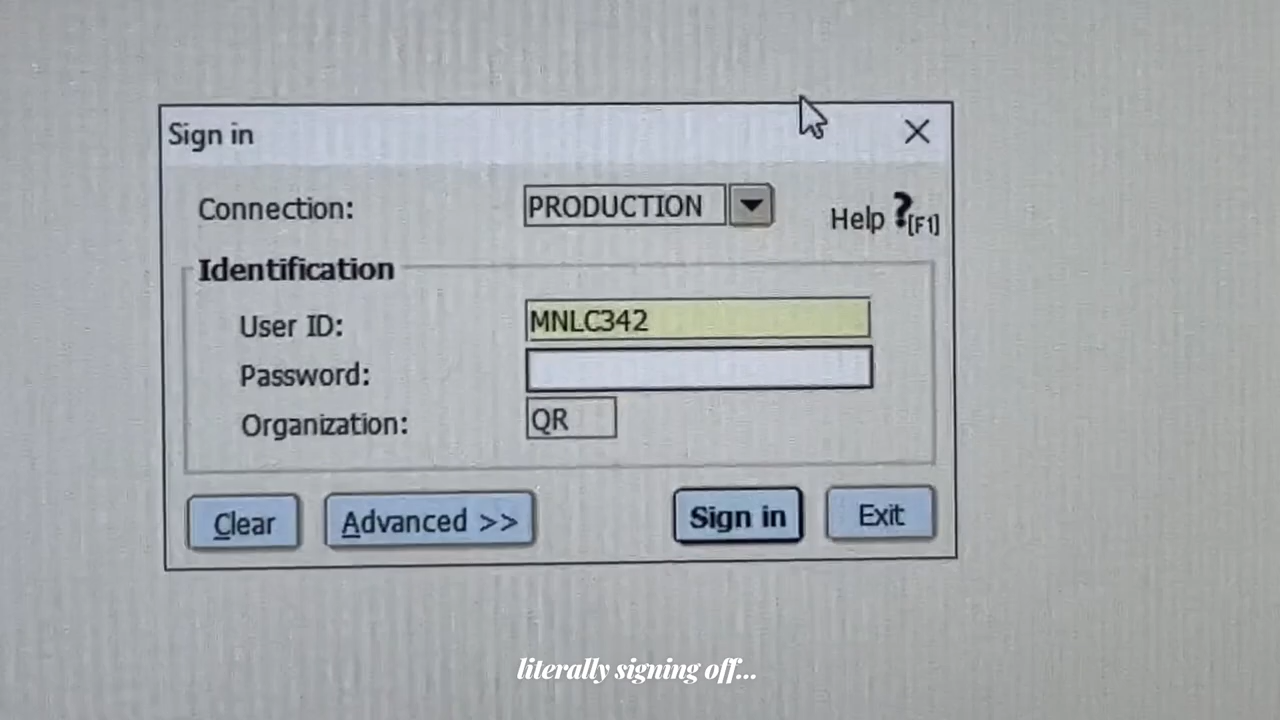 Sign in
Connection: PRODUCTION Help ?[F1]
Identification
User ID: MNLC342
Password:
Organization: QR
Clear Advanced >> Sign in Exit
literally signing off...